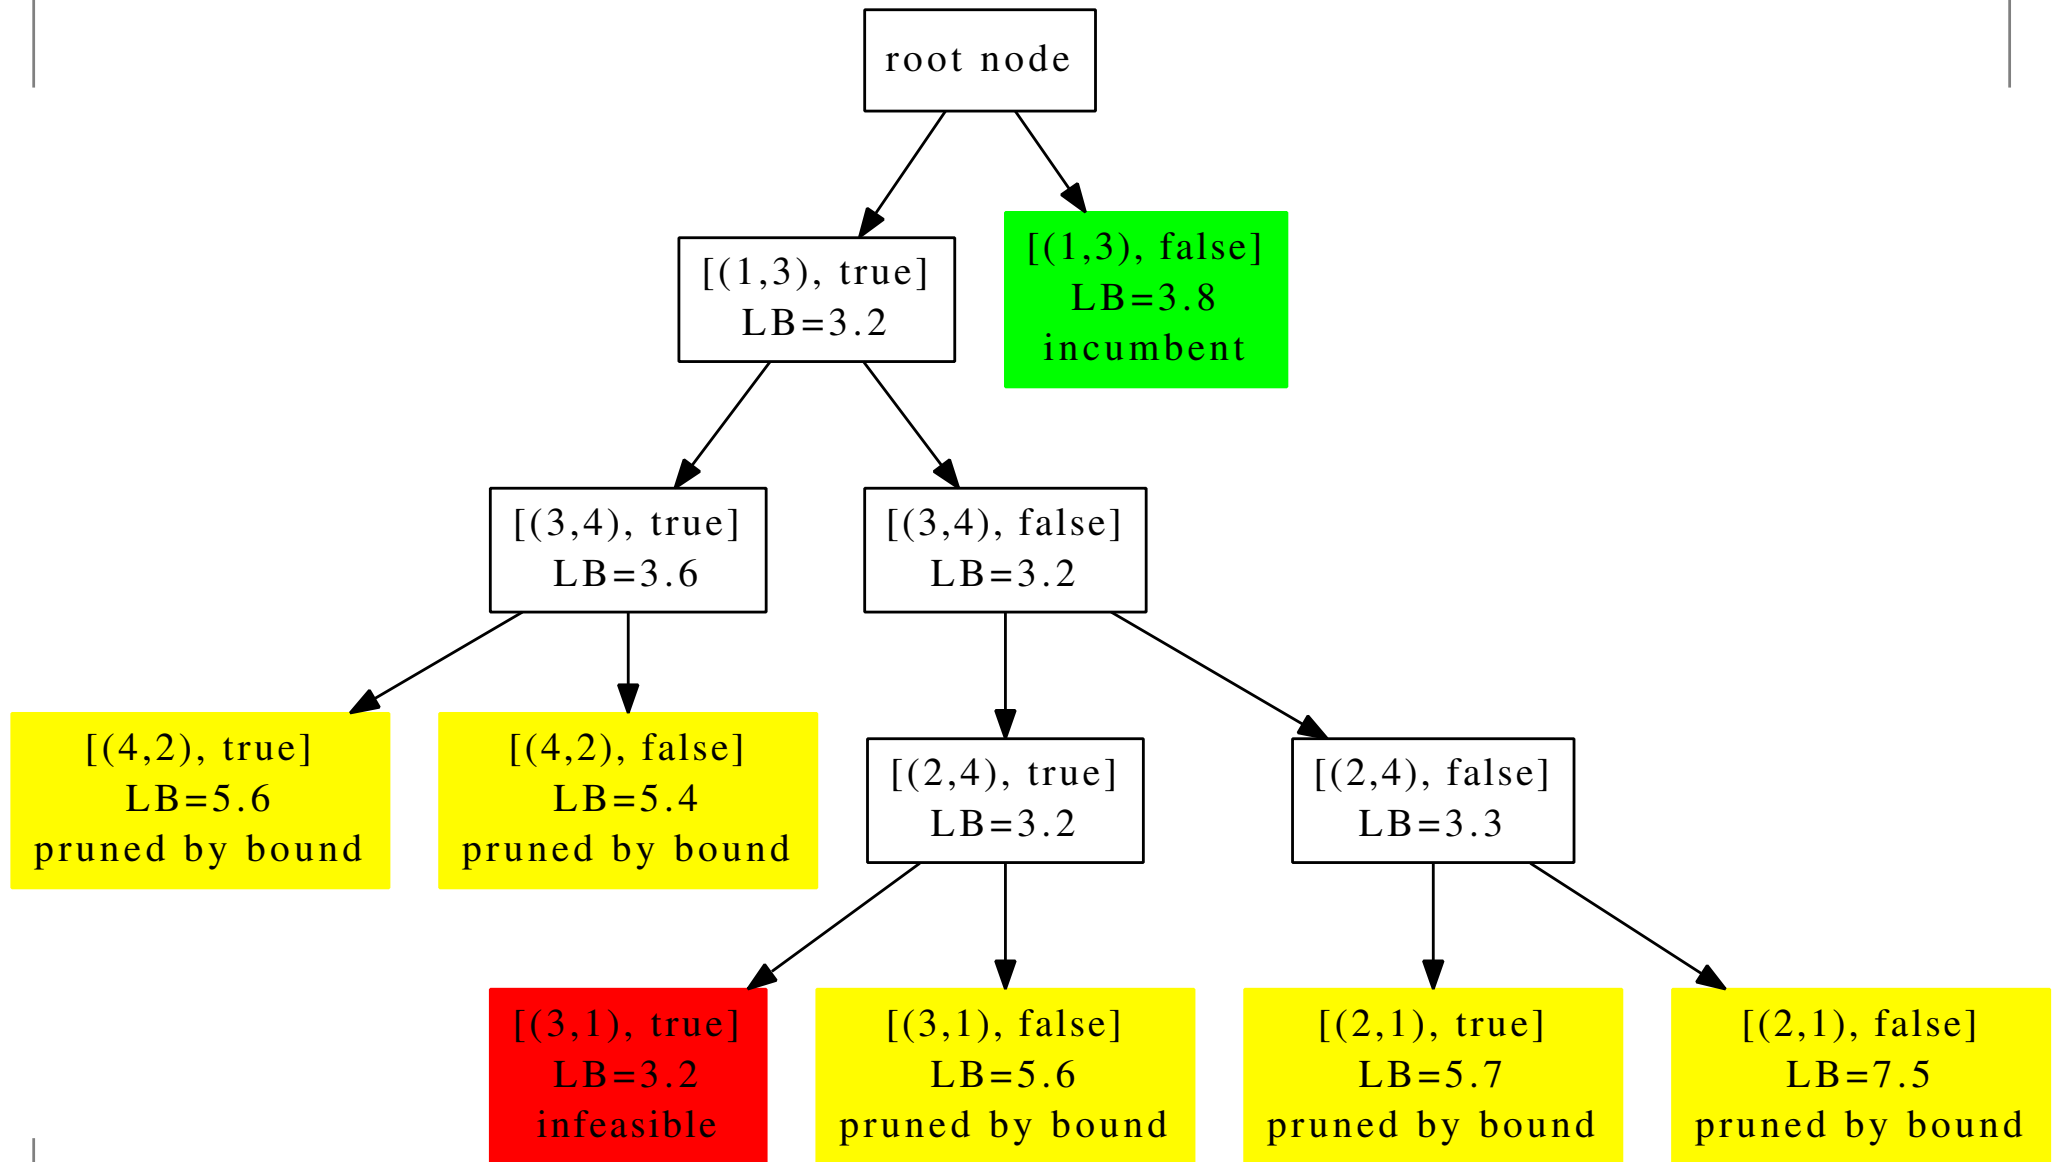 root node
[(1,3), true]
LB=3.2
[(1,3), false]
LB=3.8
incumbent
[(3,4), true]
LB=3.6
[(3,4), false]
LB=3.2
[(4,2), true]
LB=5.6
pruned by bound
[(4,2), false]
LB=5.4
pruned by bound
[(2,4), true]
LB=3.2
[(2,4), false]
LB=3.3
[(3,1), true]
LB=3.2
infeasible
[(3,1), false]
LB=5.6
pruned by bound
[(2,1), true]
LB=5.7
pruned by bound
[(2,1), false]
LB=7.5
pruned by bound